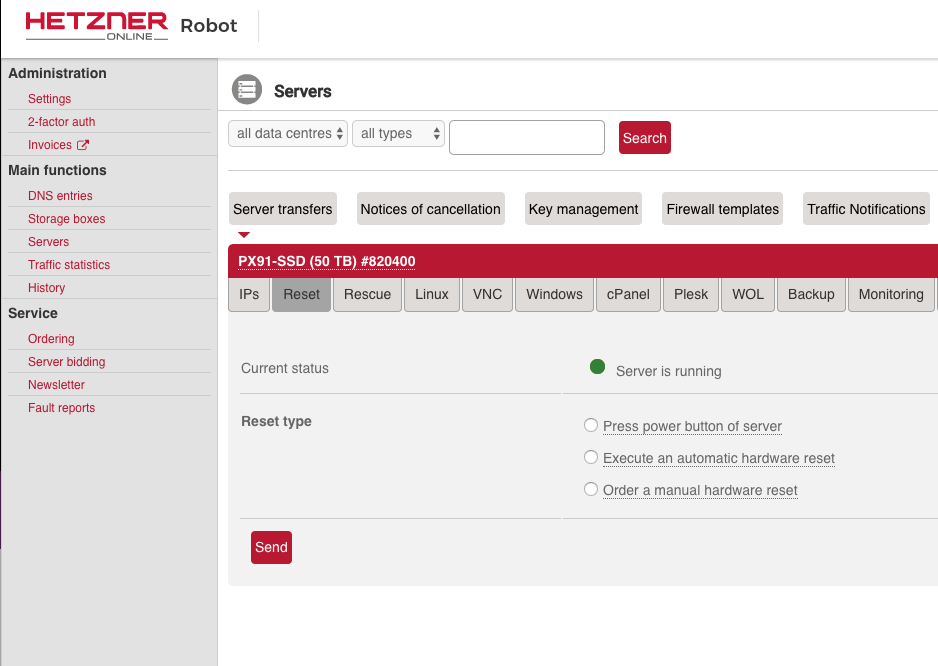 HETZNER
ONLINE
Robot
Administration
Settings
2-factor auth
Invoices
Main functions
DNS entries
Storage boxes
Servers
Traffic statistics
History
Service
Ordering
Server bidding
Newsletter
Fault reports
Servers
all data centres all types Search
Server transfers Notices of cancellation Key management Firewall templates Traffic Notifications
PX91-SSD (50 TB) #820400
IPs Reset Rescue Linux VNC Windows cPanel Plesk WOL Backup Monitoring
Current status Server is running
Reset type Press power button of server
Execute an automatic hardware reset
Order a manual hardware reset
Send